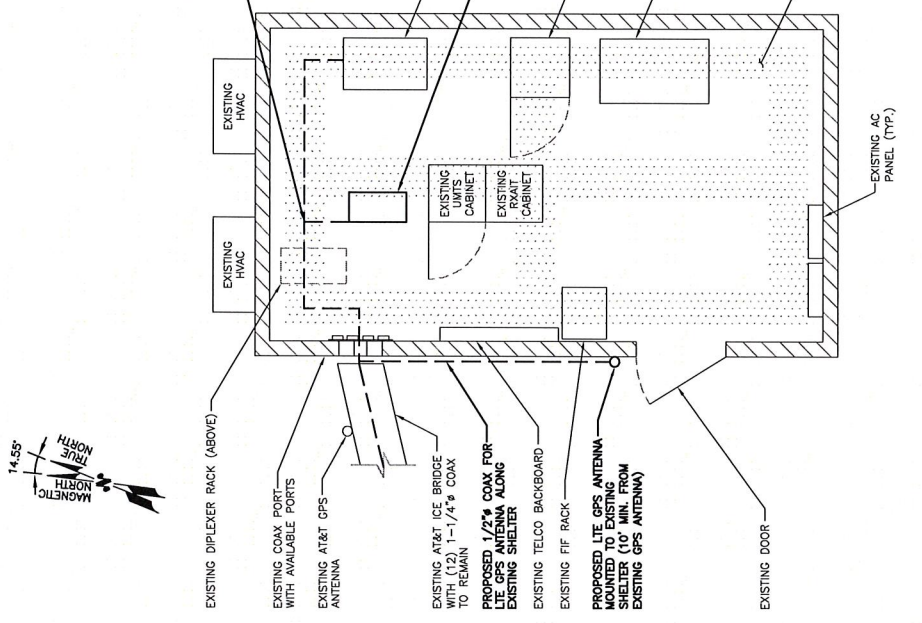 14.55°
MAGNETIC
NORTH
TRUE
NORTH
N
EXISTING
HVAC
EXISTING
HVAC
EXISTING DIPLEXER RACK (ABOVE)
EXISTING COAX PORT
WITH AVAILABLE PORTS
EXISTING AT&T GPS
ANTENNA
EXISTING AT&T ICE BRIDGE
WITH (12) 1-1/4"ø COAX
TO REMAIN
PROPOSED 1/2"ø COAX FOR
LTE GPS ANTENNA ALONG
EXISTING SHELTER
EXISTING TELCO BACKBOARD
EXISTING FIF RACK
PROPOSED LTE GPS ANTENNA
MOUNTED TO EXISTING
SHELTER (10' MIN. FROM
EXISTING GPS ANTENNA)
EXISTING DOOR
EXISTING
UMTS
CABINET
EXISTING
RXAIT
CABINET
EXISTING AC
PANEL (TYP.)